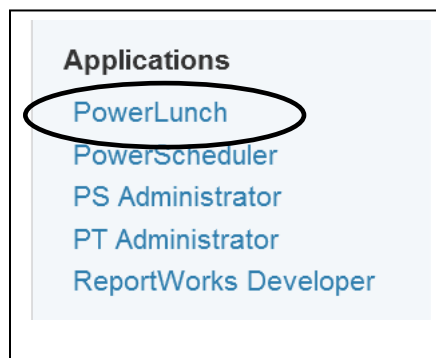 Applications
PowerLunch
PowerScheduler
PS Administrator
PT Administrator
ReportWorks Developer